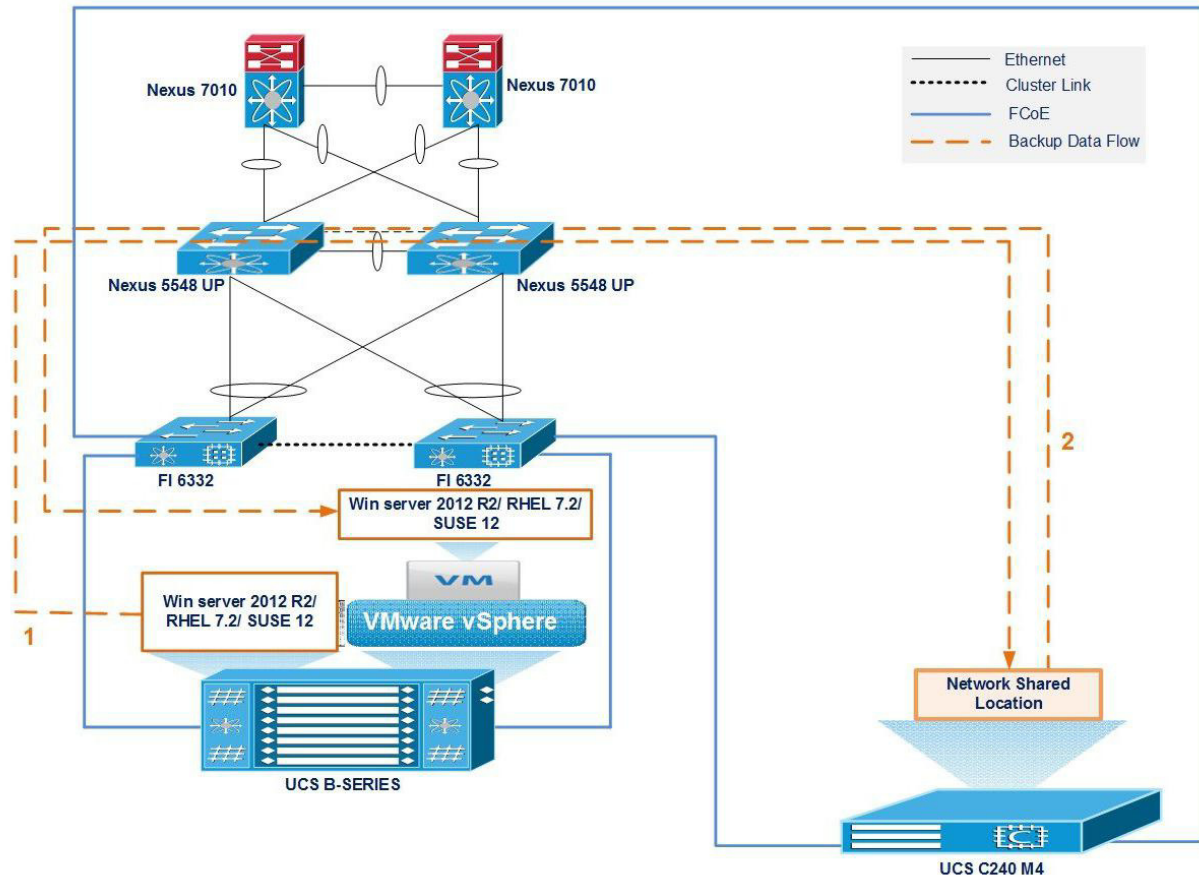 Nexus 7010
Nexus 7010
Ethernet
Cluster Link
FCoE
Backup Data Flow
Nexus 5548 UP
Nexus 5548 UP
FI 6332
FI 6332
2
Win server 2012 R2/ RHEL 7.2/
SUSE 12
VM
Win server 2012 R2/
RHEL 7.2/ SUSE 12
VMware vSphere
1
Network Shared
Location
UCS B-SERIES
C
UCS C240 M4